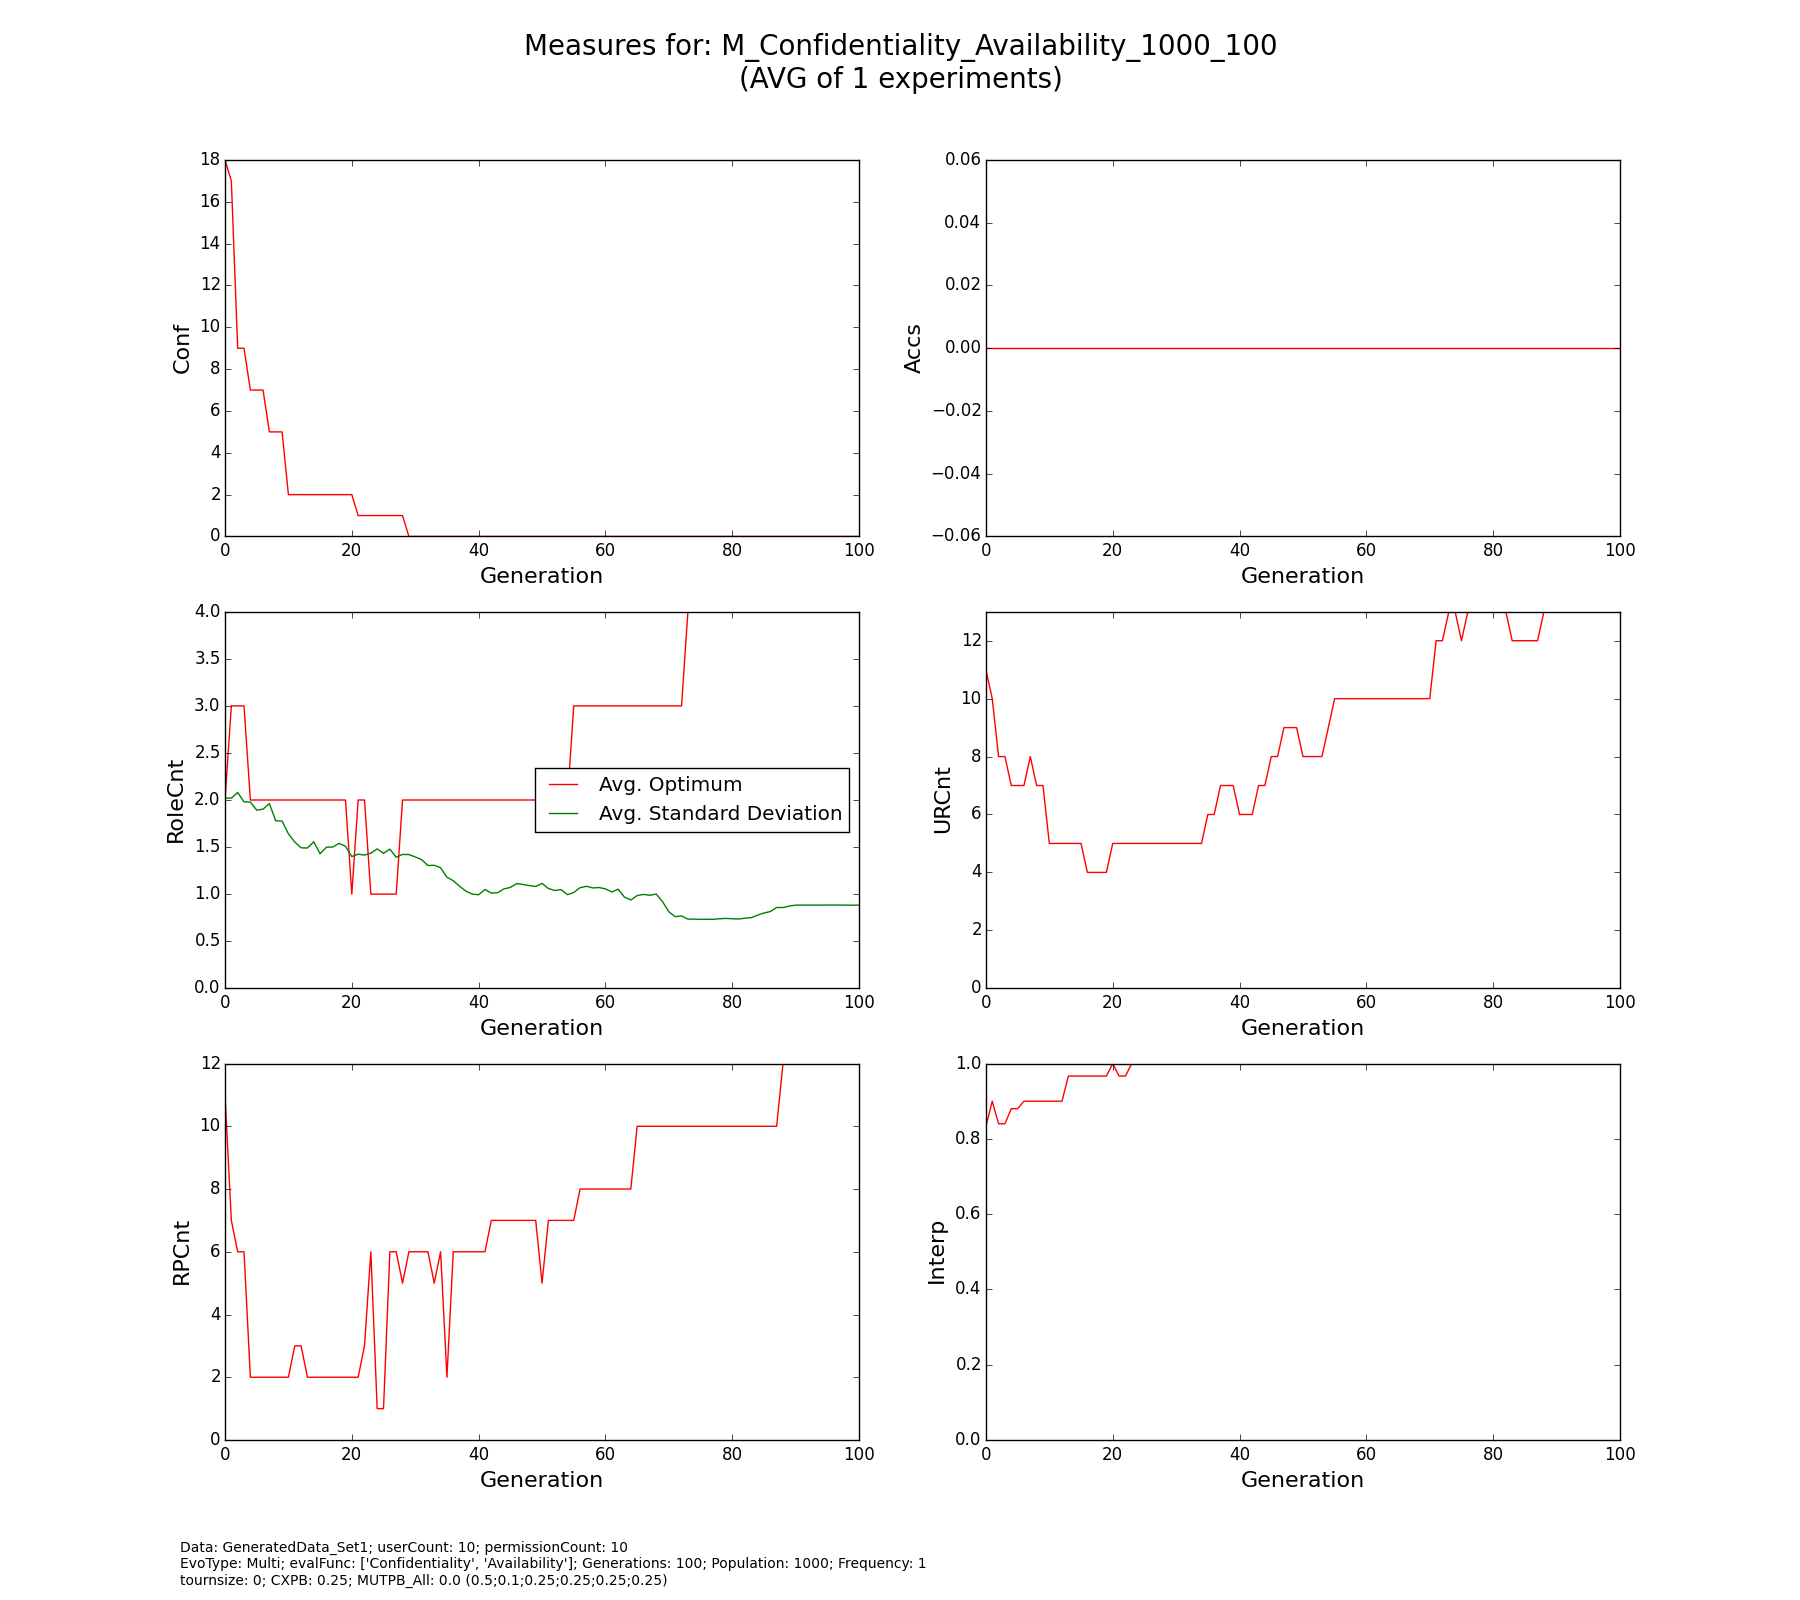 Measures for: M_Confidentiality_Availability_1000_100
(AVG of 1 experiments)
18
16
14
12
10
8
6
4
2
0
Conf
0 20 40 60 80 100
Generation
0.06
0.04
0.02
0.00
−0.02
−0.04
−0.06
Accs
0 20 40 60 80 100
Generation
4.0
3.5
3.0
2.5
2.0
1.5
1.0
0.5
0.0
RoleCnt
Avg. Optimum
Avg. Standard Deviation
0 20 40 60 80 100
Generation
12
10
8
6
4
2
0
URCnt
0 20 40 60 80 100
Generation
12
10
8
6
4
2
0
RPCnt
0 20 40 60 80 100
Generation
1.0
0.8
0.6
0.4
0.2
0.0
Interp
0 20 40 60 80 100
Generation
Data: GeneratedData_Set1; userCount: 10; permissionCount: 10
EvoType: Multi; evalFunc: ['Confidentiality', 'Availability']; Generations: 100; Population: 1000; Frequency: 1
tournsize: 0; CXPB: 0.25; MUTPB_All: 0.0 (0.5;0.1;0.25;0.25;0.25;0.25)